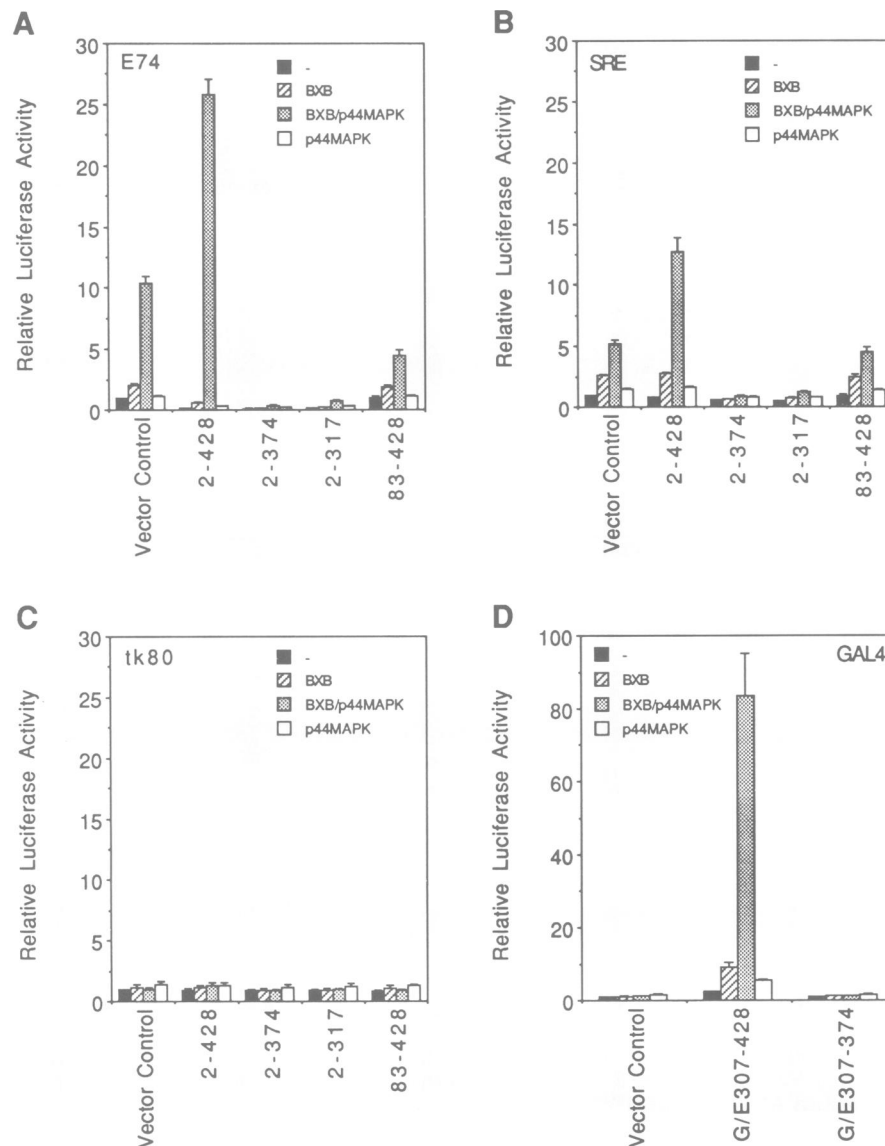 A
E74
-
BXB
BXB/p44MAPK
p44MAPK
30
25
20
15
10
5
0
Relative Luciferase Activity
Vector Control
2-428
2-374
2-317
83-428
B
SRE
-
BXB
BXB/p44MAPK
p44MAPK
30
25
20
15
10
5
0
Relative Luciferase Activity
Vector Control
2-428
2-374
2-317
83-428
C
tk80
-
BXB
BXB/p44MAPK
p44MAPK
30
25
20
15
10
5
0
Relative Luciferase Activity
Vector Control
2-428
2-374
2-317
83-428
D
GAL4
-
BXB
BXB/p44MAPK
p44MAPK
100
80
60
40
20
0
Relative Luciferase Activity
Vector Control
G/E307-428
G/E307-374